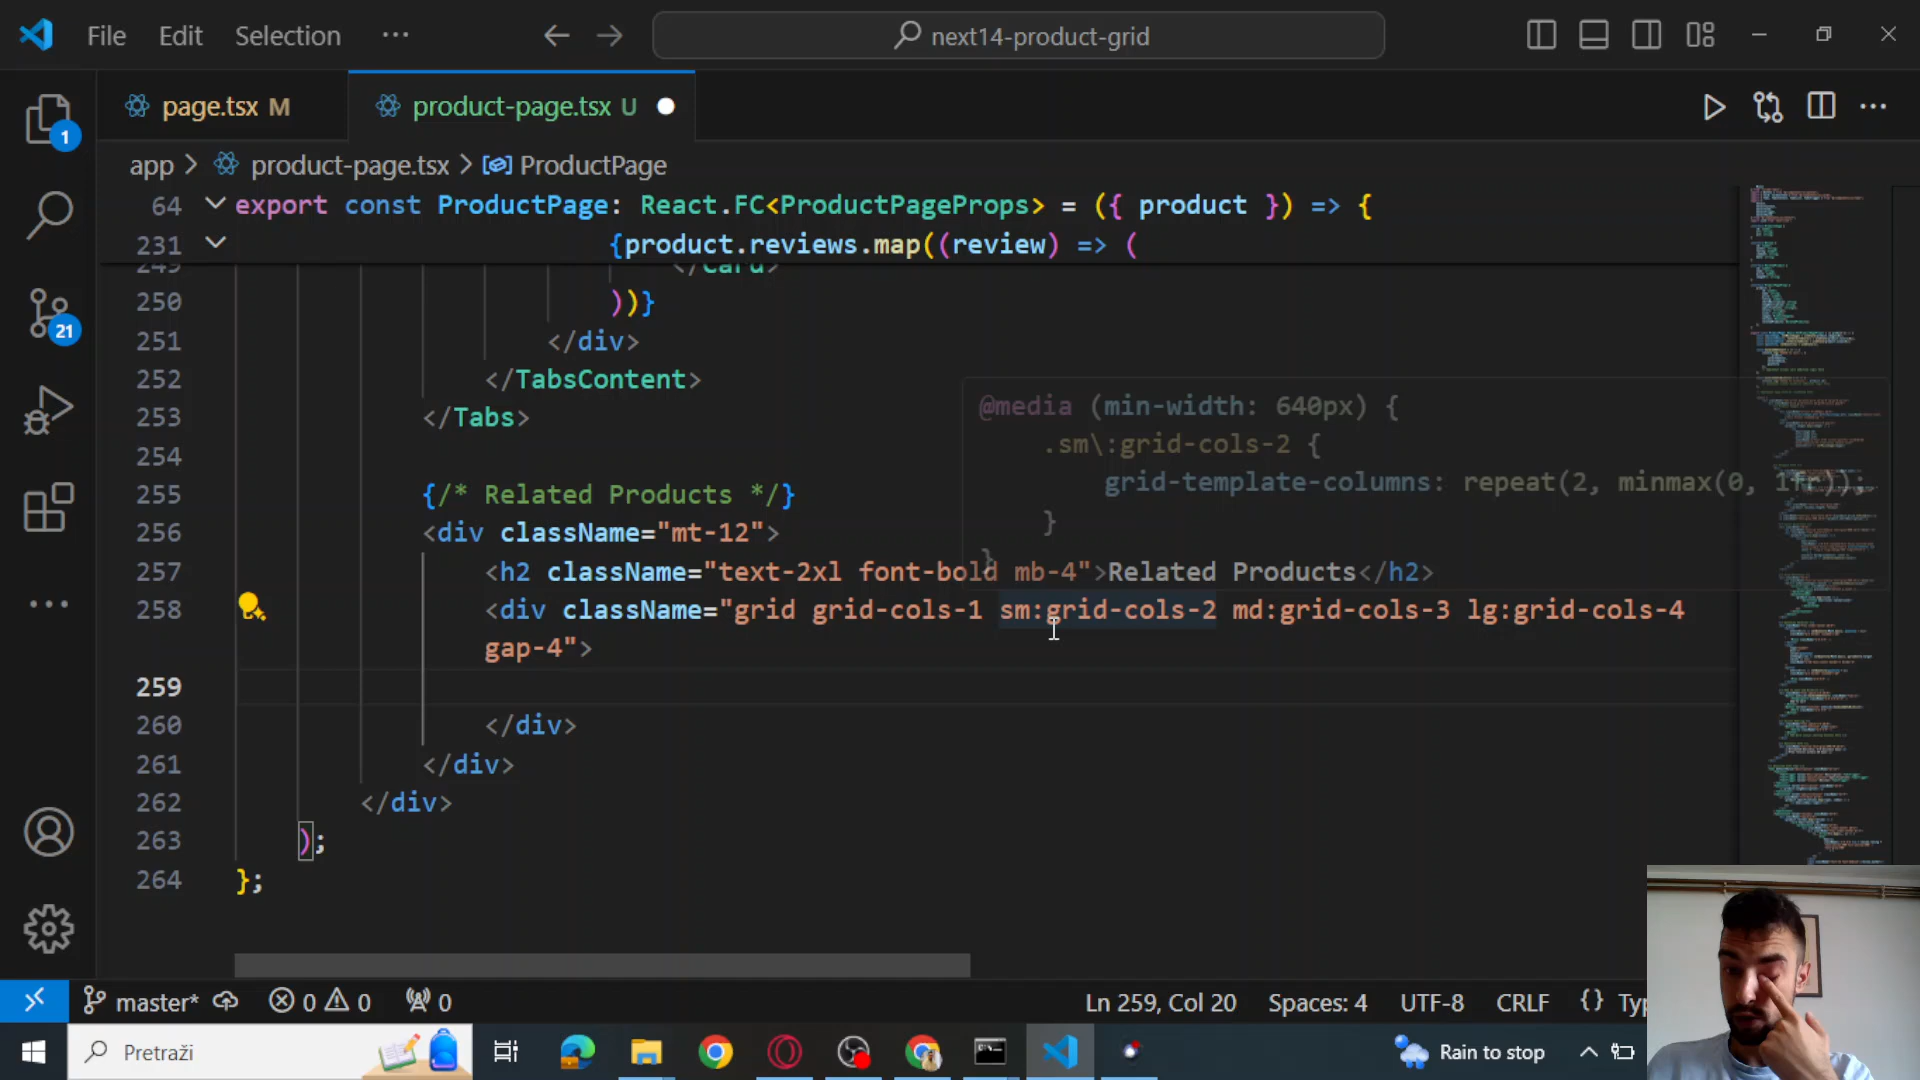 File Edit Selection ··· next14-product-grid
page.tsx M product-page.tsx U
app > product-page.tsx > ProductPage
64 export const ProductPage: React.FC<ProductPageProps> = ({ product }) => {
231 {product.reviews.map((review) => (
249 </Card>
250 ))}
251 </div>
252 </TabsContent>
253 </Tabs>
254
255 {/* Related Products */}
256 <div className="mt-12">
257 <h2 className="text-2xl font-bold mb-4">Related Products</h2>
258 <div className="grid grid-cols-1 sm:grid-cols-2 md:grid-cols-3 lg:grid-cols-4
gap-4">
259
260 </div>
261 </div>
262 </div>
263 );
264 };
@media (min-width: 640px) {
.sm\:grid-cols-2 {
grid-template-columns: repeat(2, minmax(0, 1fr));
}
}
1
21
master* 0 0 0 Ln 259, Col 20 Spaces: 4 UTF-8 CRLF {} Typ
Pretraži Rain to stop